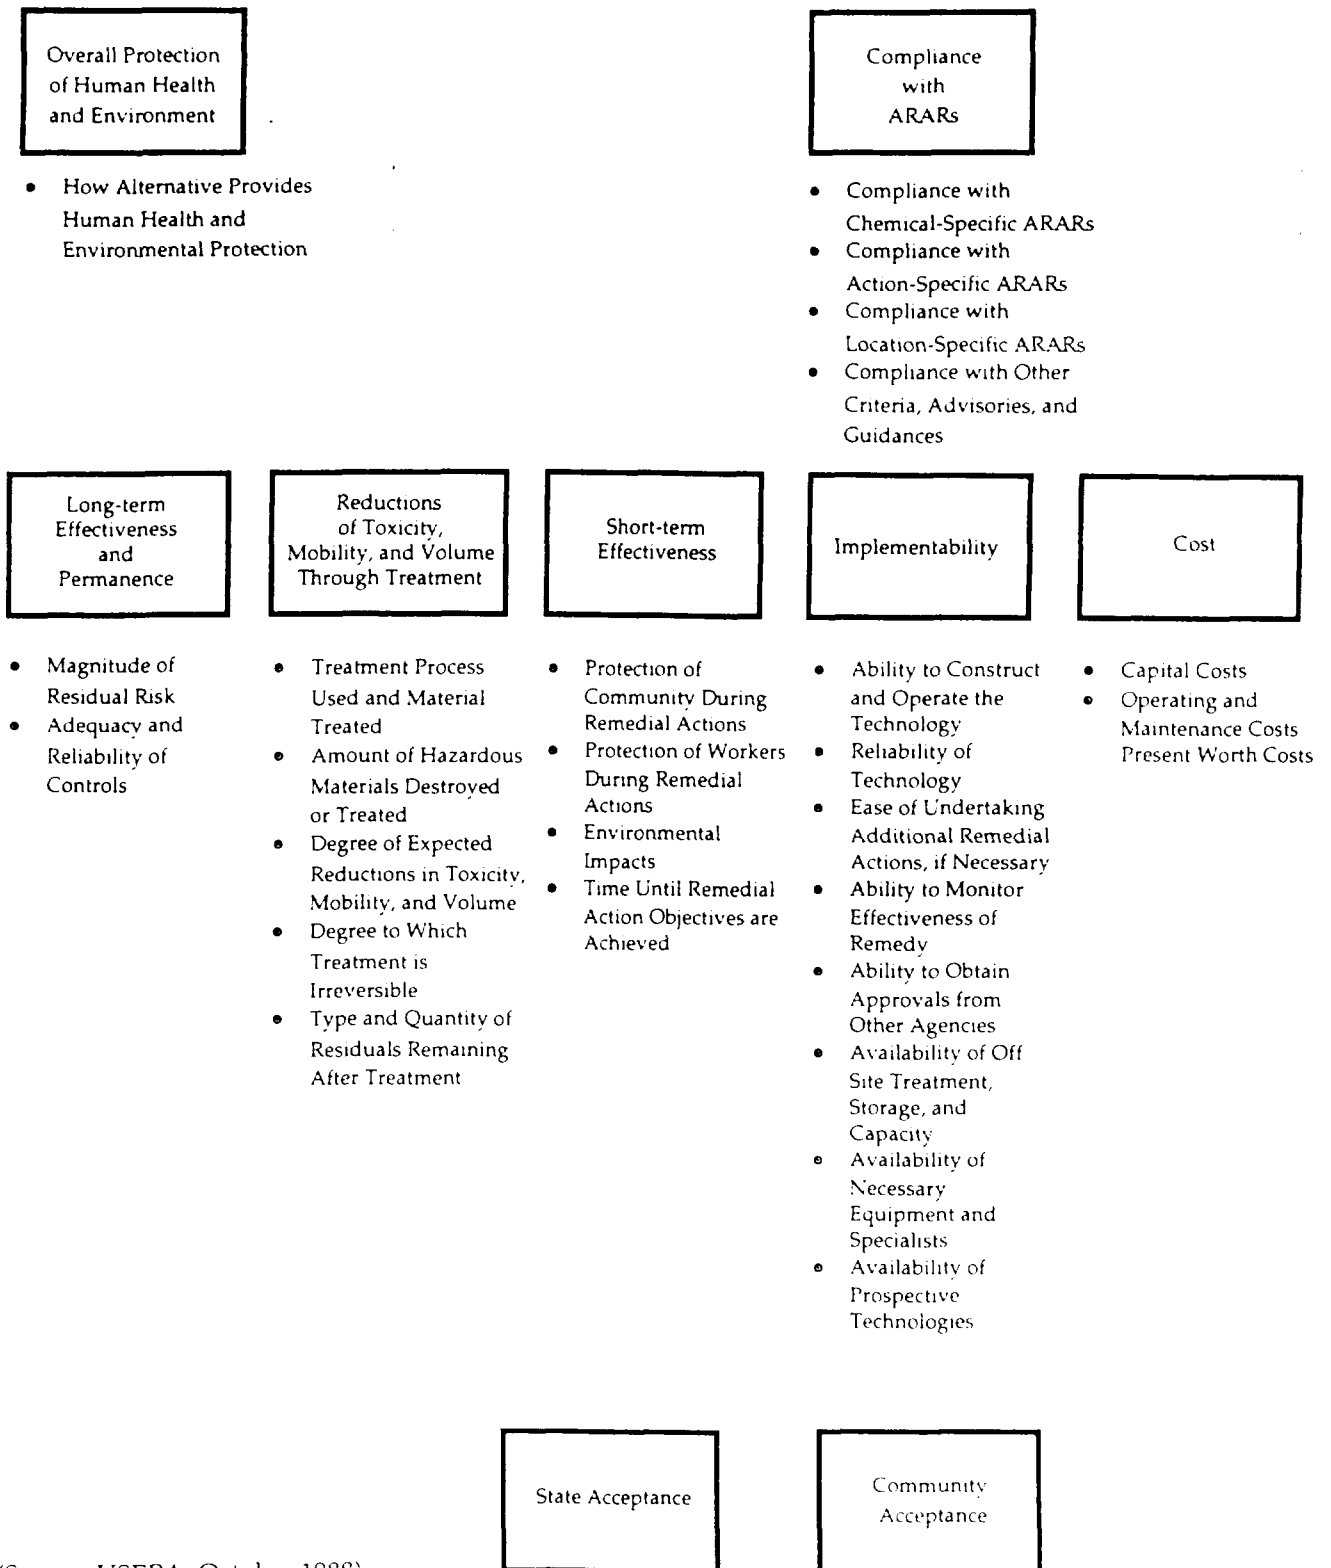 Overall Protection
of Human Health
and Environment
• How Alternative Provides
Human Health and
Environmental Protection
Compliance
with
ARARs
• Compliance with
Chemical-Specific ARARs
• Compliance with
Action-Specific ARARs
• Compliance with
Location-Specific ARARs
• Compliance with Other
Criteria, Advisories, and
Guidances
Long-term
Effectiveness
and
Permanence
• Magnitude of
Residual Risk
• Adequacy and
Reliability of
Controls
Reductions
of Toxicity,
Mobility, and Volume
Through Treatment
• Treatment Process
Used and Material
Treated
• Amount of Hazardous
Materials Destroyed
or Treated
• Degree of Expected
Reductions in Toxicity,
Mobility, and Volume
• Degree to Which
Treatment is
Irreversible
• Type and Quantity of
Residuals Remaining
After Treatment
Short-term
Effectiveness
• Protection of
Community During
Remedial Actions
• Protection of Workers
During Remedial
Actions
• Environmental
Impacts
• Time Until Remedial
Action Objectives are
Achieved
Implementability
• Ability to Construct
and Operate the
Technology
• Reliability of
Technology
• Ease of Undertaking
Additional Remedial
Actions, if Necessary
• Ability to Monitor
Effectiveness of
Remedy
• Ability to Obtain
Approvals from
Other Agencies
• Availability of Off
Site Treatment,
Storage, and
Capacity
• Availability of
Necessary
Equipment and
Specialists
• Availability of
Prospective
Technologies
Cost
• Capital Costs
• Operating and
Maintenance Costs
Present Worth Costs
State Acceptance
Community
Acceptance